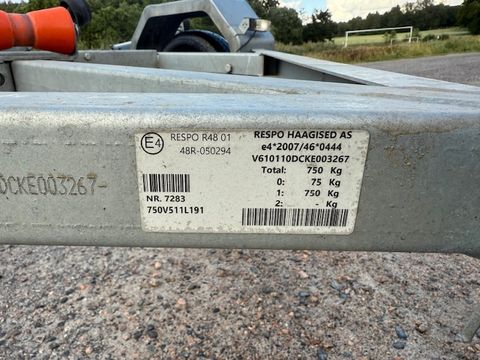 RESPO R48 01
48R-050294
E4
NR. 7283
750V511L191
RESPO HAAGISED AS
e4*2007/46*0444
V610110DCKE003267
Total: 750 Kg
0: 75 Kg
1: 750 Kg
2: - Kg
DCKE003267-